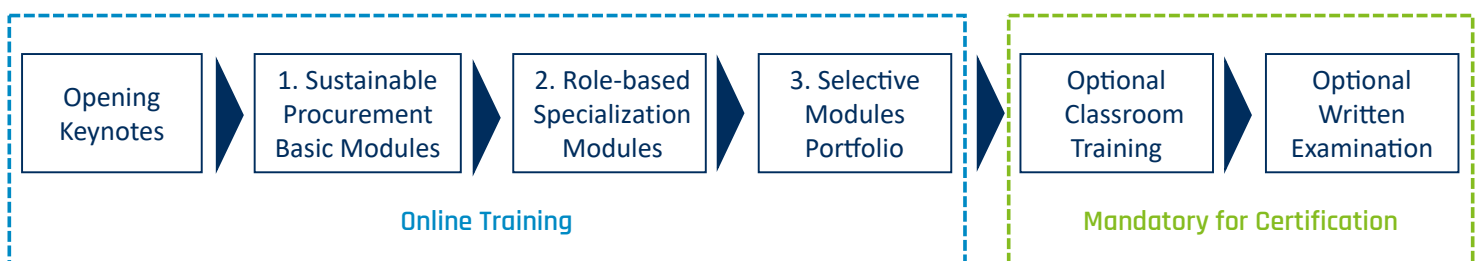 Opening
Keynotes
1. Sustainable
Procurement
Basic Modules
2. Role-based
Specialization
Modules
3. Selective
Modules
Portfolio
Optional
Classroom
Training
Optional
Written
Examination
Online Training
Mandatory for Certification